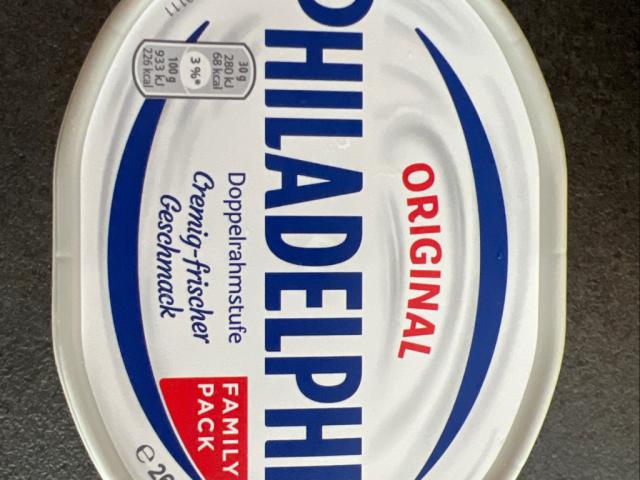 ORIGINAL
PHILADELPHI
Doppelrahmstufe
Cremig-frischer
Geschmack
FAMILY
PACK
30 g
280 kJ
68 kcal
3 %*
100 g
933 kJ
226 kcal
e 28